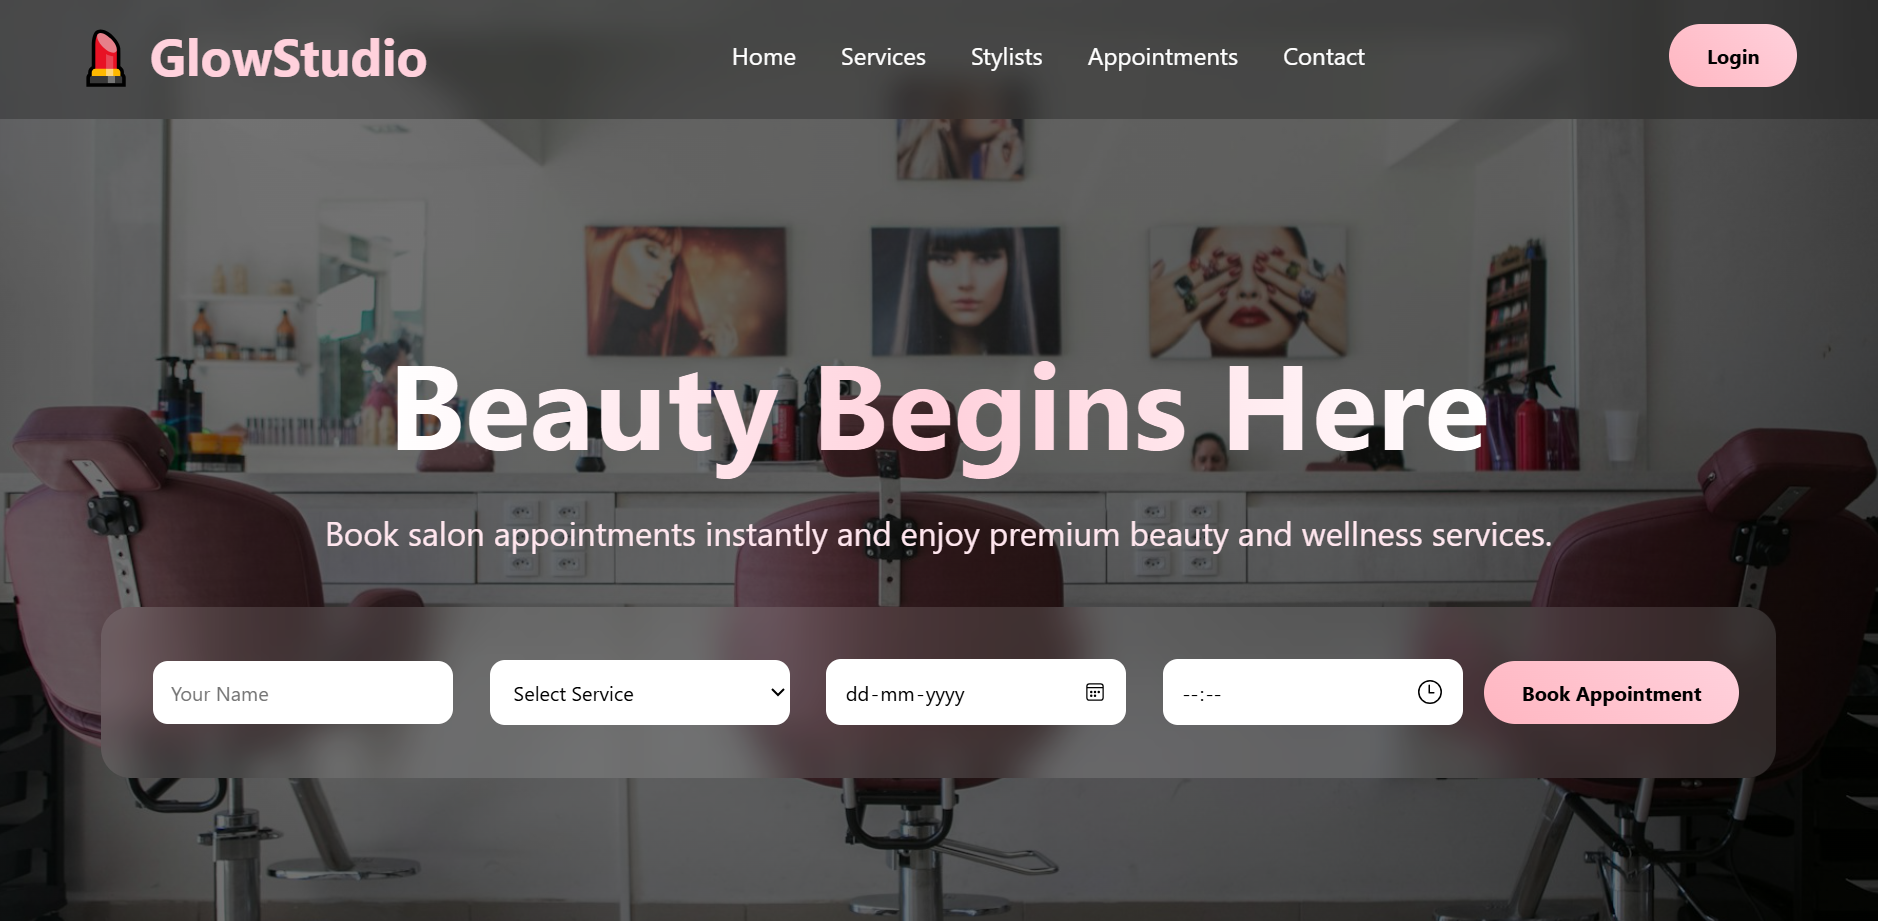 GlowStudio
Home Services Stylists Appointments Contact
Login
Beauty Begins Here
Book salon appointments instantly and enjoy premium beauty and wellness services.
Your Name
Select Service
dd-mm-yyyy
--:--
Book Appointment